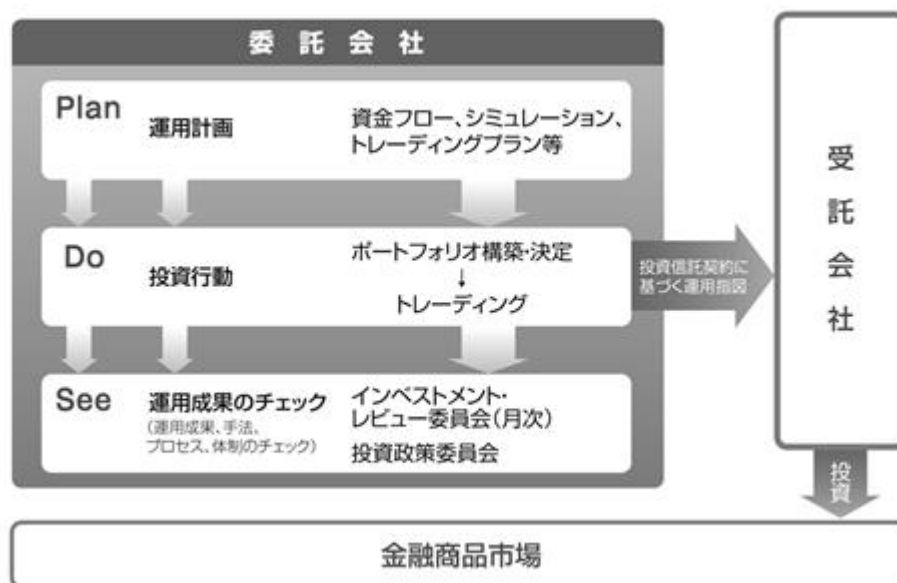 委託会社
Plan
運用計画
資金フロー、シミュレーション、
トレーディングプラン等
Do
投資行動
ポートフォリオ構築・決定
↓
トレーディング
投資信託契約に
基づく運用指図
See
運用成果のチェック
(運用成果、手法、
プロセス、体制のチェック)
インベストメント・
レビュー委員会(月次)
投資政策委員会
受託会社
投資
金融商品市場